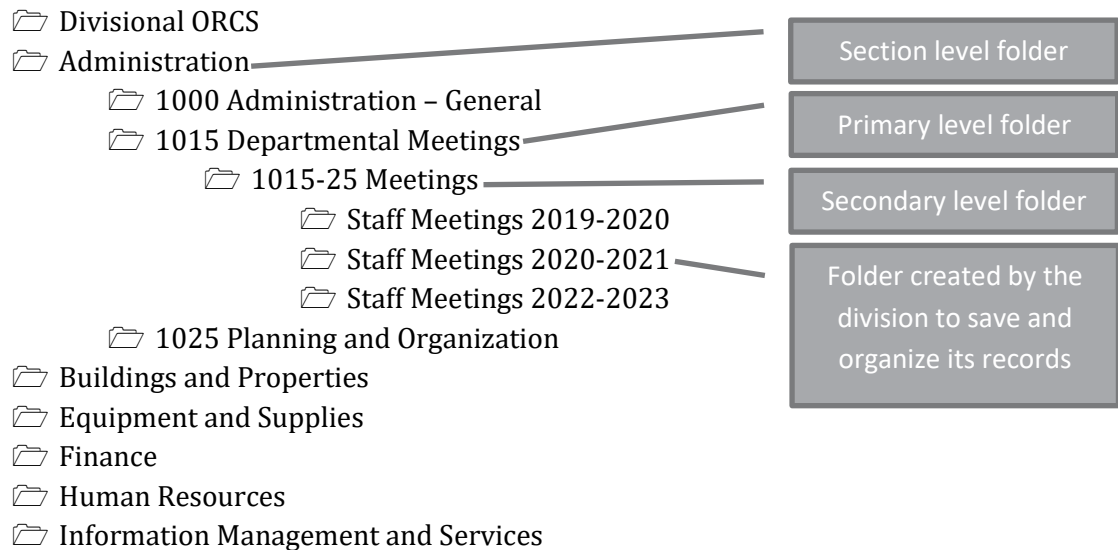 Divisional ORCS
Administration
1000 Administration – General
1015 Departmental Meetings
1015-25 Meetings
Staff Meetings 2019-2020
Staff Meetings 2020-2021
Staff Meetings 2022-2023
1025 Planning and Organization
Buildings and Properties
Equipment and Supplies
Finance
Human Resources
Information Management and Services
Section level folder
Primary level folder
Secondary level folder
Folder created by the
division to save and
organize its records